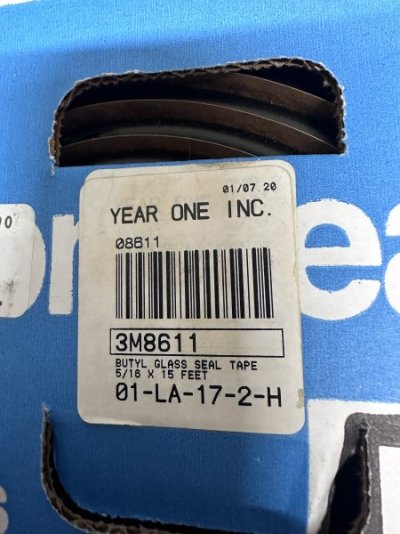 01/07.20
YEAR ONE INC.
08611
3M8611
BUTYL GLASS SEAL TAPE
5/16 X 15 FEET
01-LA-17-2-H